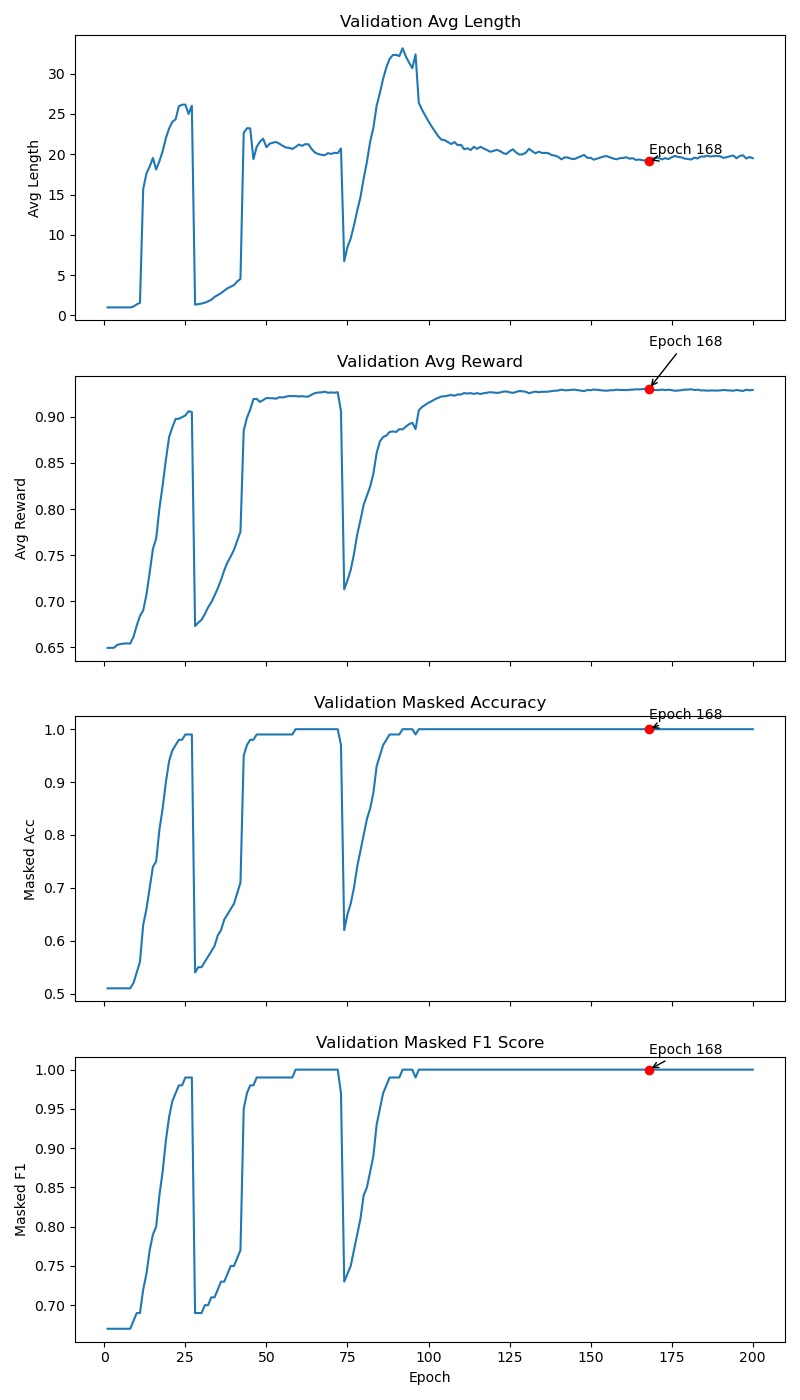 Validation Avg Length
30
25
20
15
10
5
0
Avg Length
Epoch 168
Validation Avg Reward
Epoch 168
0.90
0.85
0.80
0.75
0.70
0.65
Avg Reward
Validation Masked Accuracy
Epoch 168
1.0
0.9
0.8
0.7
0.6
0.5
Masked Acc
Validation Masked F1 Score
Epoch 168
1.00
0.95
0.90
0.85
0.80
0.75
0.70
Masked F1
0 25 50 75 100 125 150 175 200
Epoch